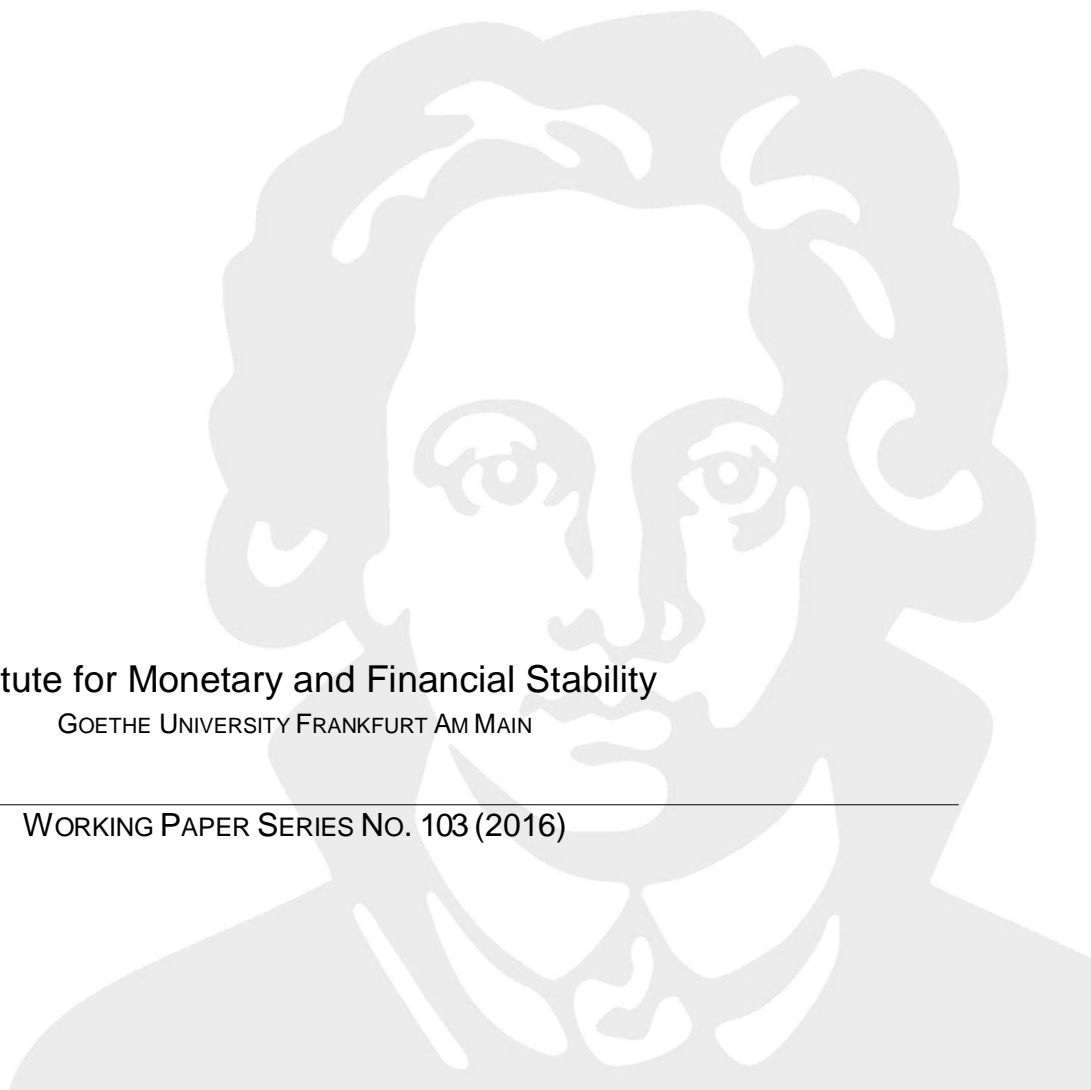 tute for Monetary and Financial Stability
GOETHE UNIVERSITY FRANKFURT AM MAIN
WORKING PAPER SERIES NO. 103 (2016)